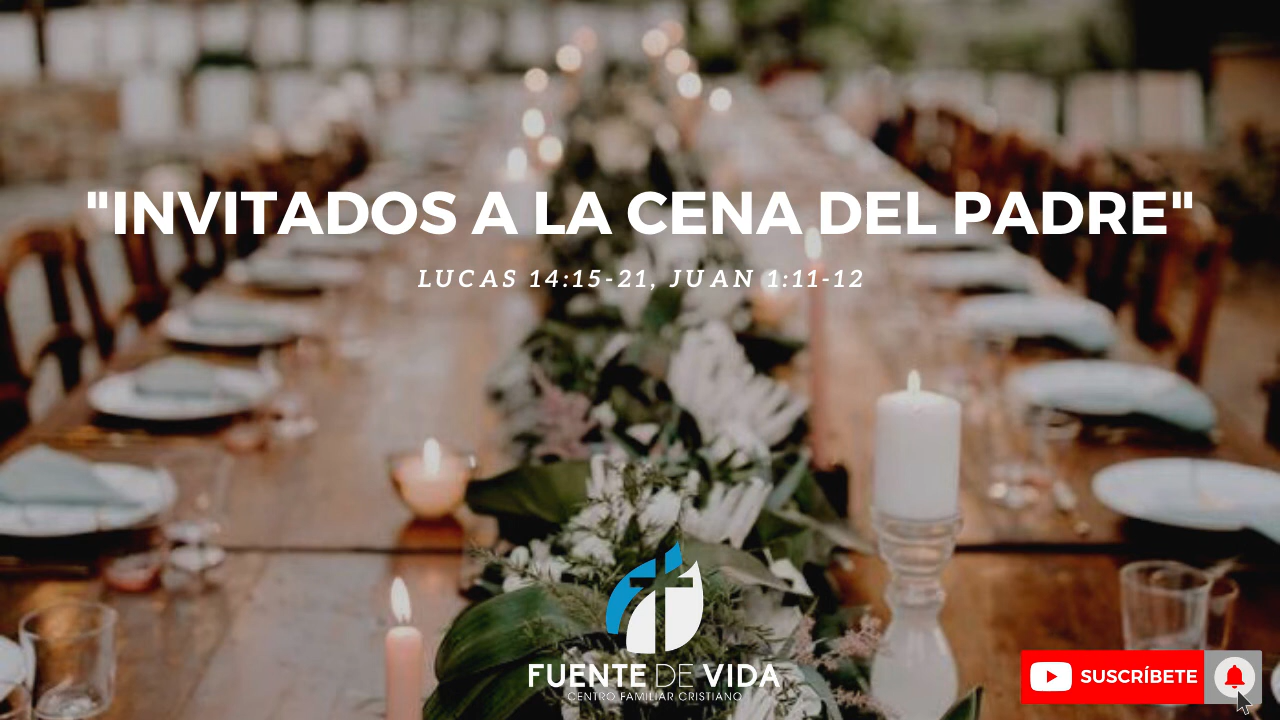 "INVITADOS A LA CENA DEL PADRE"
LUCAS 14:15-21, JUAN 1:11-12
FUENTE DE VIDA
CENTRO FAMILIAR CRISTIANO
SUSCRÍBETE